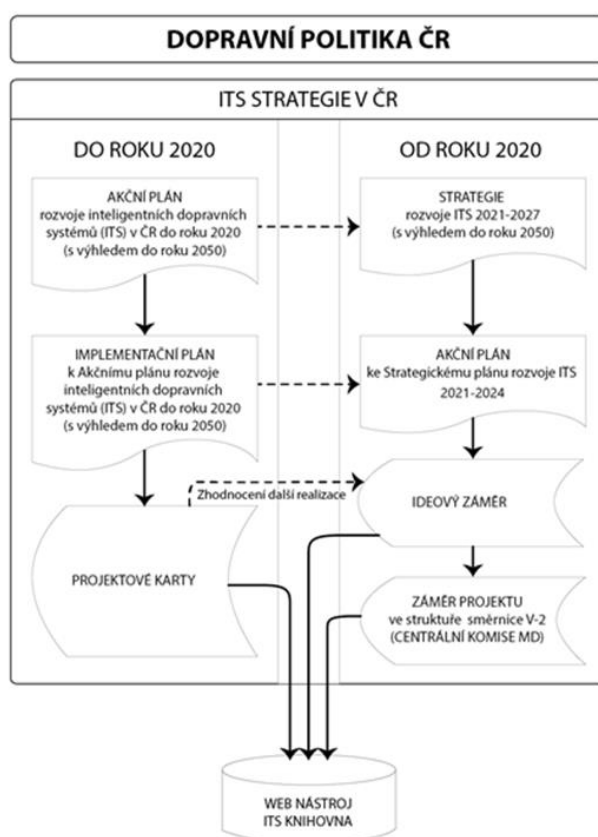 DOPRAVNÍ POLITIKA ČR
ITS STRATEGIE V ČR
DO ROKU 2020
AKČNÍ PLÁN
rozvoje inteligentních dopravních
systémů (ITS) v ČR do roku 2020
(s výhledem do roku 2050)
IMPLEMENTAČNÍ PLÁN
k Akčnímu plánu rozvoje
inteligentních dopravních
systémů (ITS) v ČR do roku 2020
(s výhledem do roku 2050)
Zhodnocení další realizace
PROJEKTOVÉ KARTY
OD ROKU 2020
STRATEGIE
rozvoje ITS 2021-2027
(s výhledem do roku 2050)
AKČNÍ PLÁN
ke Strategickému plánu rozvoje ITS
2021-2024
IDEOVÝ ZÁMĚR
ZÁMĚR PROJEKTU
ve struktuře směrnice V-2
(CENTRÁLNÍ KOMISE MD)
WEB NÁSTROJ
ITS KNIHOVNA